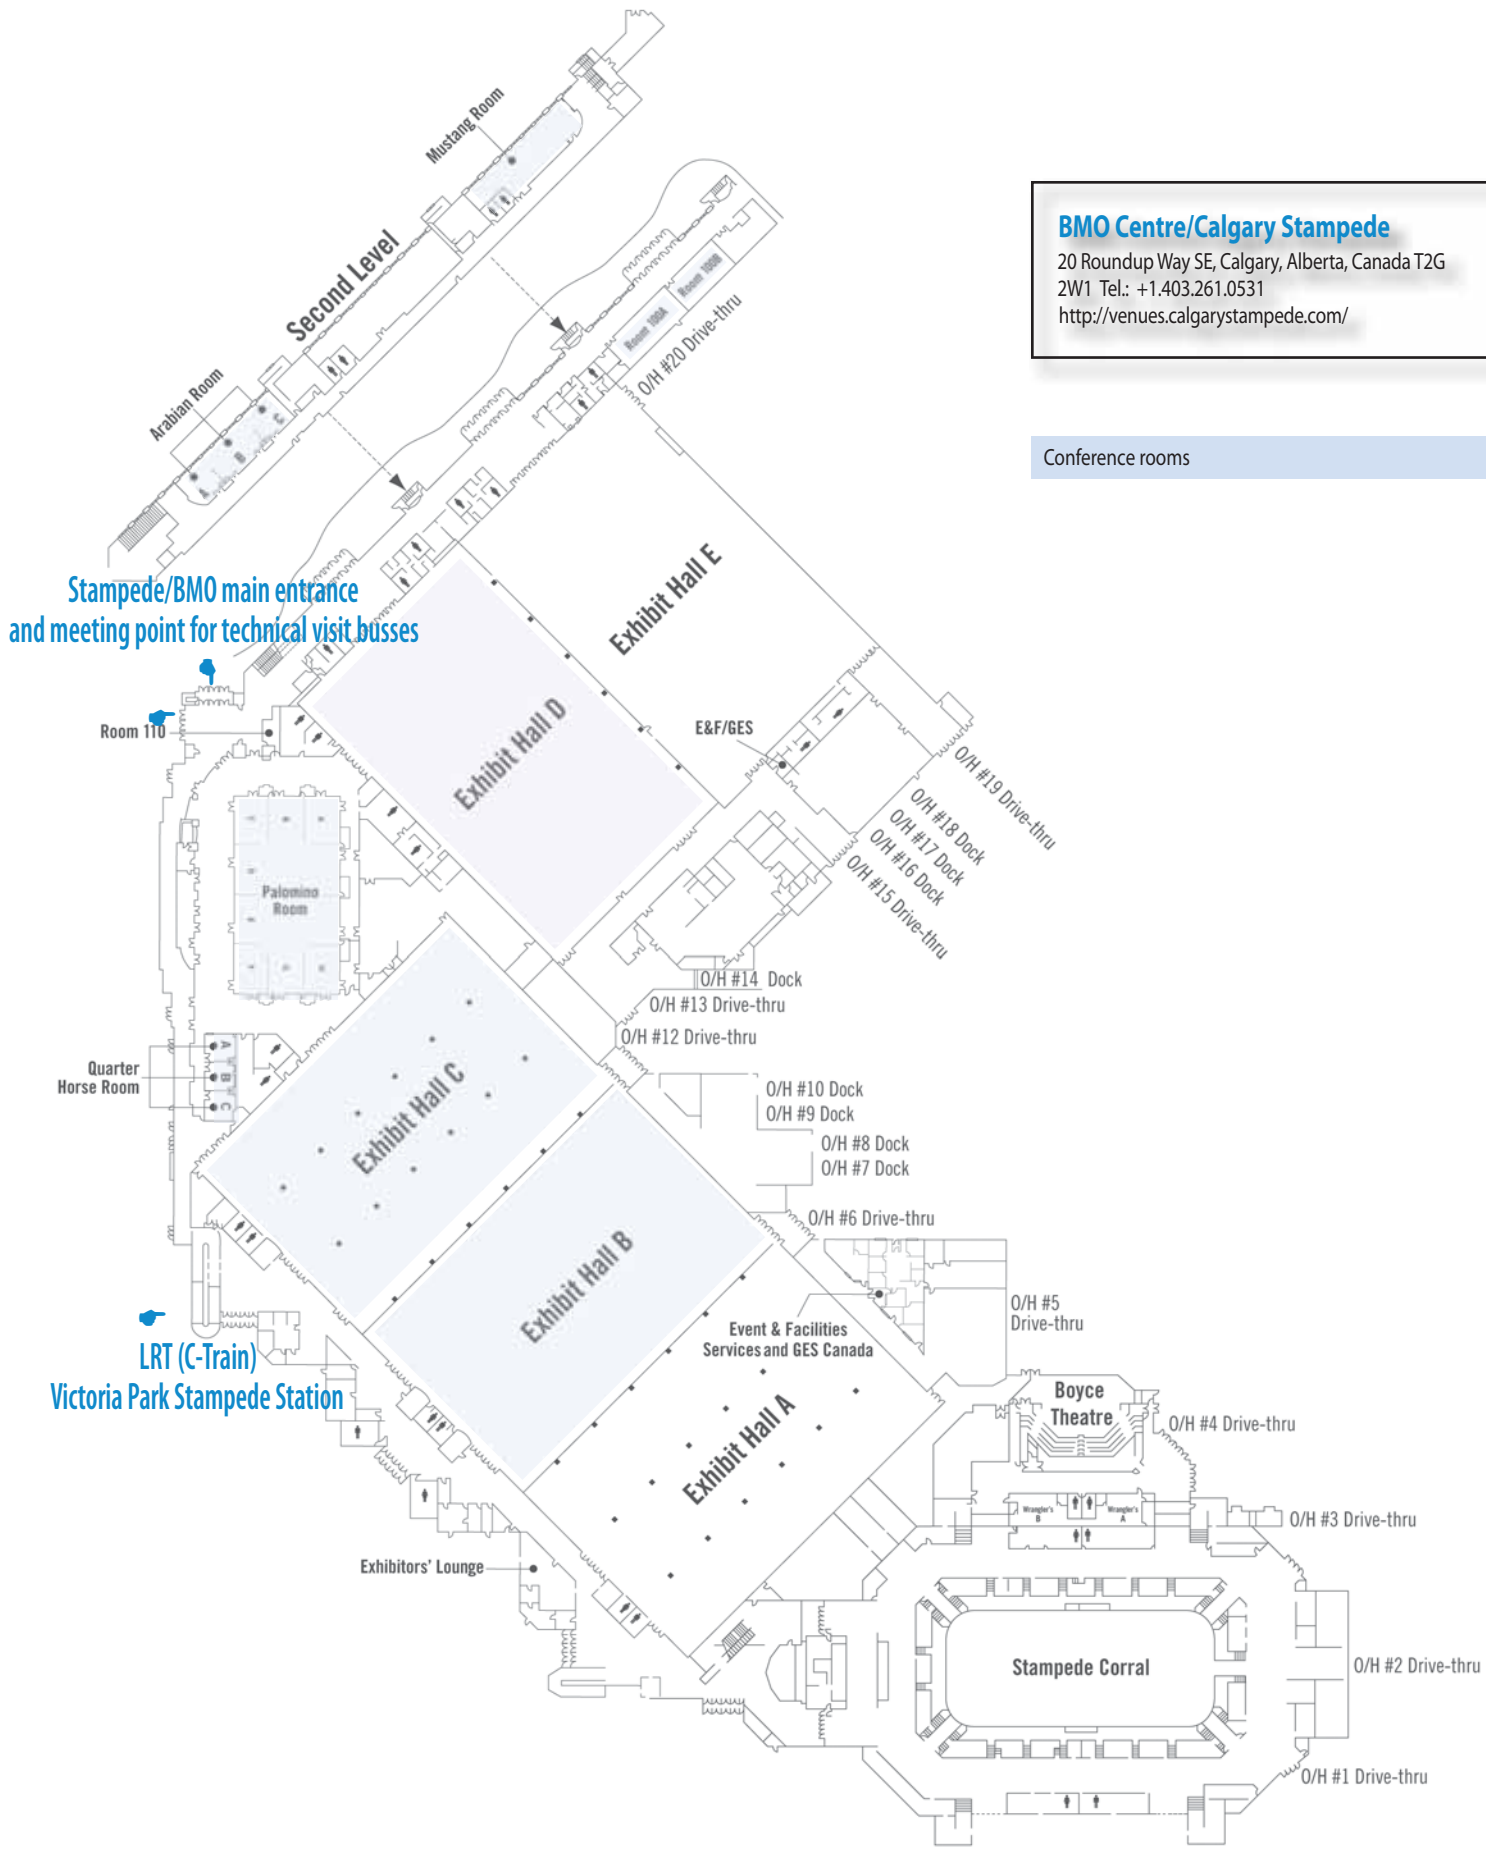 Mustang Room
Second Level
Arabian Room
A
B
C
BMO Centre/Calgary Stampede
20 Roundup Way SE, Calgary, Alberta, Canada T2G
2W1 Tel.: +1.403.261.0531
http://venues.calgarystampede.com/
Conference rooms
Room 100B
Room 100A
O/H #20 Drive-thru
Stampede/BMO main entrance
and meeting point for technical visit busses
Room 110
Exhibit Hall E
Exhibit Hall D
E&F/GES
O/H #19 Drive-thru
O/H #18 Dock
O/H #17 Dock
O/H #16 Dock
O/H #15 Drive-thru
Palomino
Room
O/H #14 Dock
O/H #13 Drive-thru
O/H #12 Drive-thru
Quarter
Horse Room
A
B
C
Exhibit Hall C
O/H #10 Dock
O/H #9 Dock
O/H #8 Dock
O/H #7 Dock
O/H #6 Drive-thru
Exhibit Hall B
Event & Facilities
Services and GES Canada
O/H #5
Drive-thru
LRT (C-Train)
Victoria Park Stampede Station
Exhibit Hall A
Boyce
Theatre
O/H #4 Drive-thru
Wrangler's
B
Wrangler's
A
O/H #3 Drive-thru
Exhibitors' Lounge
Stampede Corral
O/H #2 Drive-thru
O/H #1 Drive-thru